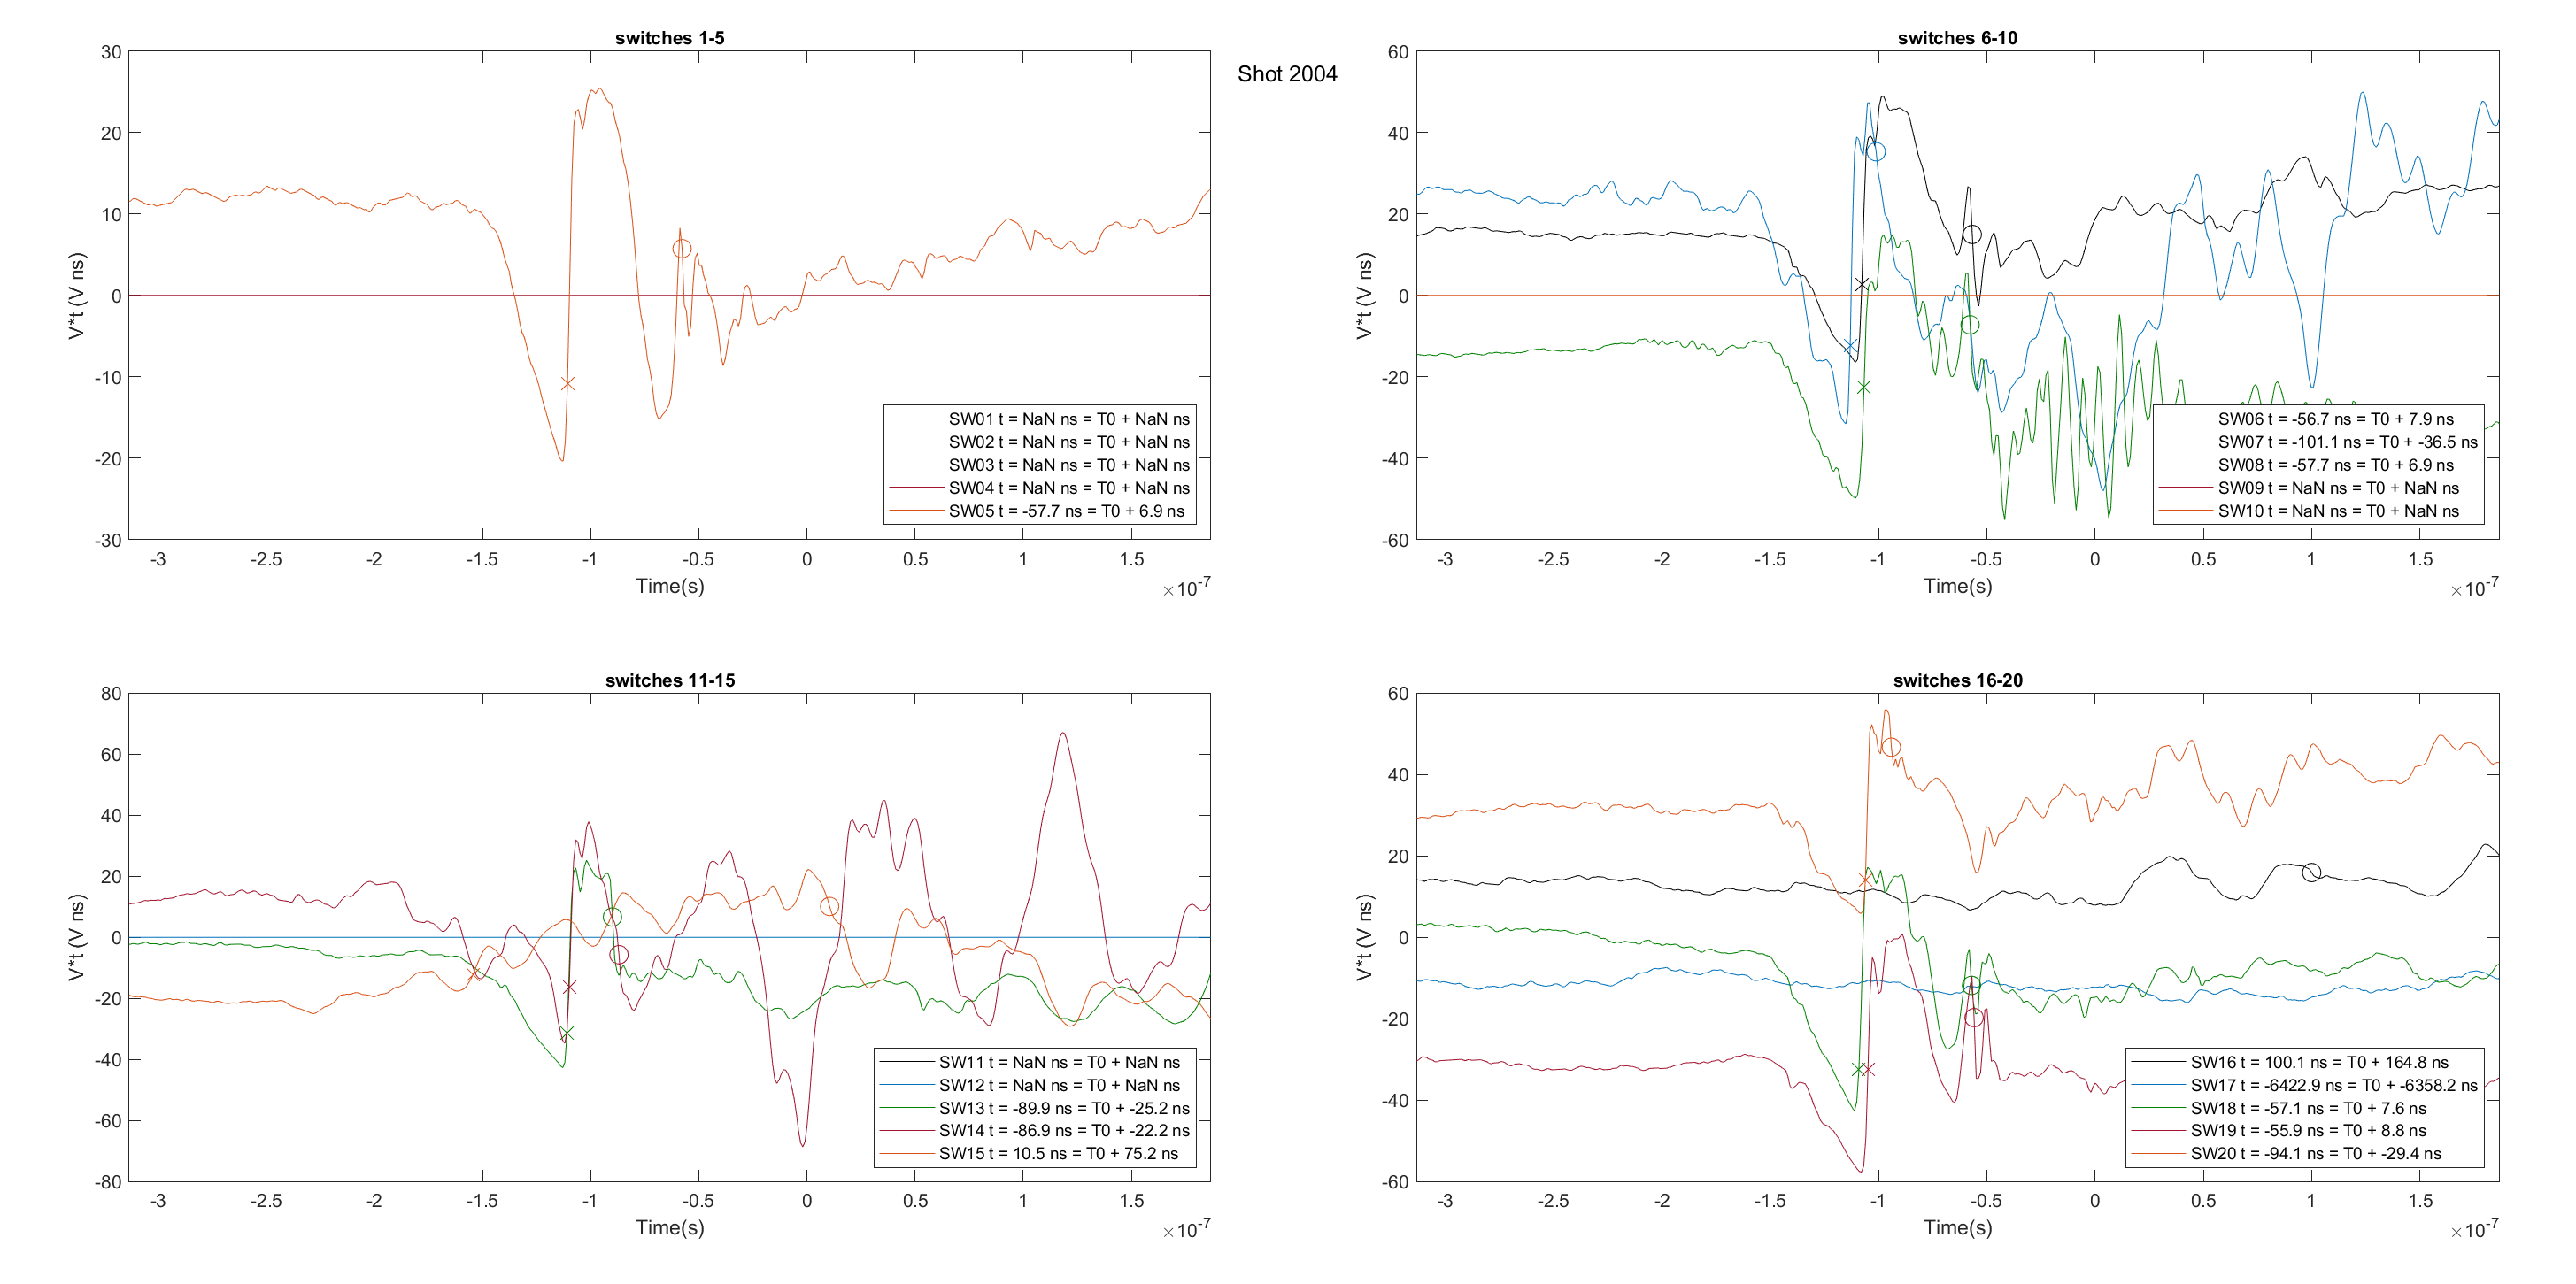 Shot 2004
switches 1-5
30
20
10
0
-10
-20
-30
V*t (V ns)
-3 -2.5 -2 -1.5 -1 -0.5 0 0.5 1 1.5
Time(s)
×10-7
SW01 t = NaN ns = T0 + NaN ns
SW02 t = NaN ns = T0 + NaN ns
SW03 t = NaN ns = T0 + NaN ns
SW04 t = NaN ns = T0 + NaN ns
SW05 t = -57.7 ns = T0 + 6.9 ns
switches 6-10
60
40
20
0
-20
-40
-60
V*t (V ns)
-3 -2.5 -2 -1.5 -1 -0.5 0 0.5 1 1.5
Time(s)
×10-7
SW06 t = -56.7 ns = T0 + 7.9 ns
SW07 t = -101.1 ns = T0 + -36.5 ns
SW08 t = -57.7 ns = T0 + 6.9 ns
SW09 t = NaN ns = T0 + NaN ns
SW10 t = NaN ns = T0 + NaN ns
switches 11-15
80
60
40
20
0
-20
-40
-60
-80
V*t (V ns)
-3 -2.5 -2 -1.5 -1 -0.5 0 0.5 1 1.5
Time(s)
×10-7
SW11 t = NaN ns = T0 + NaN ns
SW12 t = NaN ns = T0 + NaN ns
SW13 t = -89.9 ns = T0 + -25.2 ns
SW14 t = -86.9 ns = T0 + -22.2 ns
SW15 t = 10.5 ns = T0 + 75.2 ns
switches 16-20
60
40
20
0
-20
-40
-60
V*t (V ns)
-3 -2.5 -2 -1.5 -1 -0.5 0 0.5 1 1.5
Time(s)
×10-7
SW16 t = 100.1 ns = T0 + 164.8 ns
SW17 t = -6422.9 ns = T0 + -6358.2 ns
SW18 t = -57.1 ns = T0 + 7.6 ns
SW19 t = -55.9 ns = T0 + 8.8 ns
SW20 t = -94.1 ns = T0 + -29.4 ns